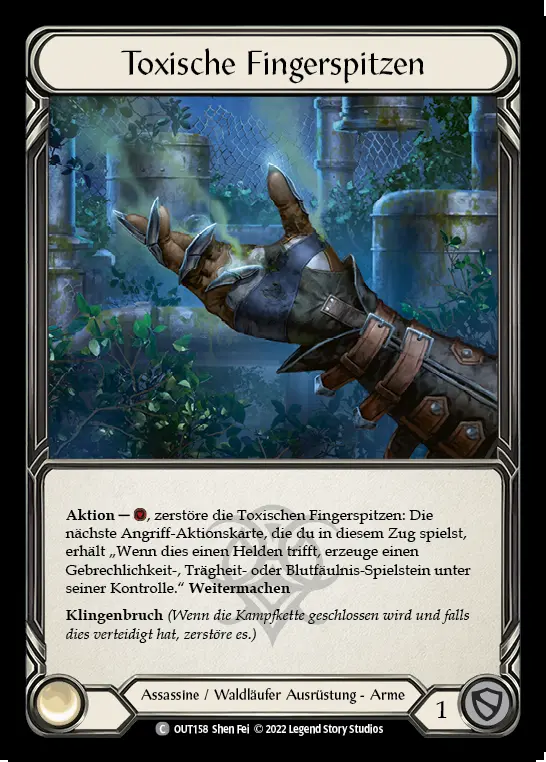 Toxische Fingerspitzen
Aktion — , zerstöre die Toxischen Fingerspitzen: Die
nächste Angriff-Aktionskarte, die du in diesem Zug spielst,
erhält „Wenn dies einen Helden trifft, erzeuge einen
Gebrechlichkeit-, Trägheit- oder Blutfäulnis-Spielstein unter
seiner Kontrolle.“ Weitermachen
Klingenbruch (Wenn die Kampfkette geschlossen wird und falls
dies verteidigt hat, zerstöre es.)
Assassine / Waldläufer Ausrüstung - Arme
1
C OUT158 Shen Fei © 2022 Legend Story Studios